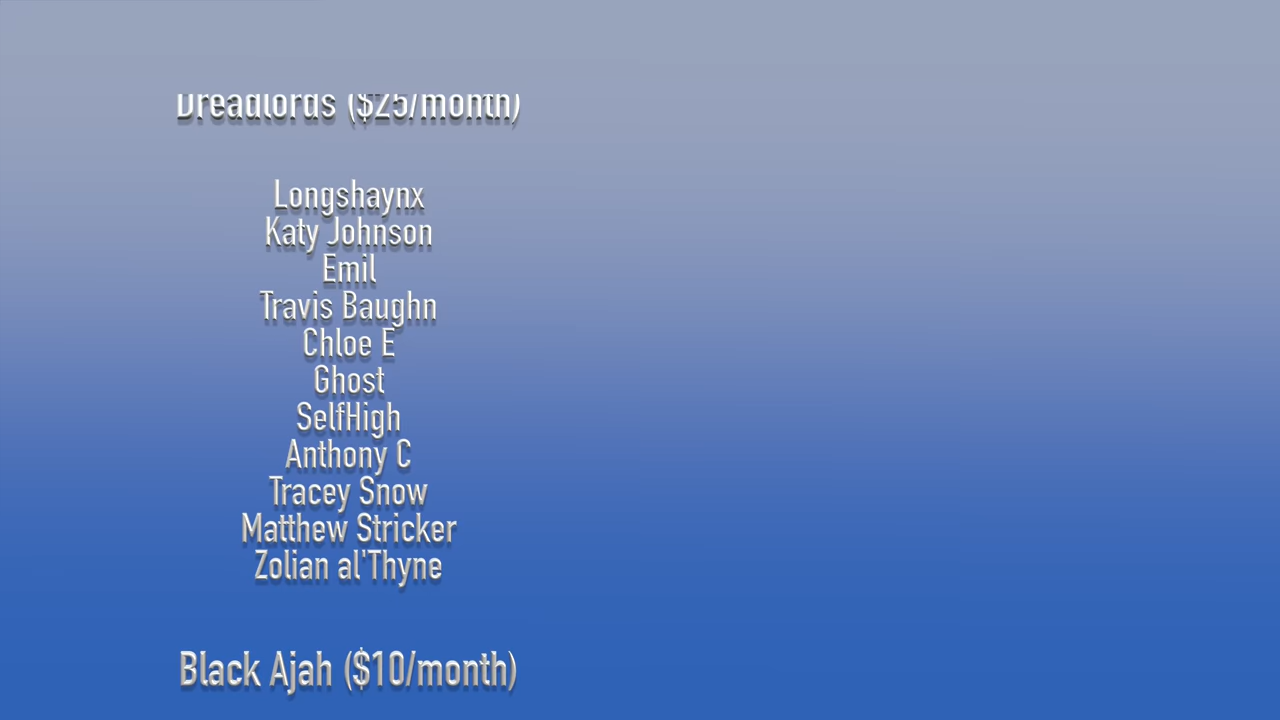 Dreadlords ($25/month)
Longshaynx
Katy Johnson
Emil
Travis Baughn
Chloe E
Ghost
SelfHigh
Anthony C
Tracey Snow
Matthew Stricker
Zolian al'Thyne
Black Ajah ($10/month)